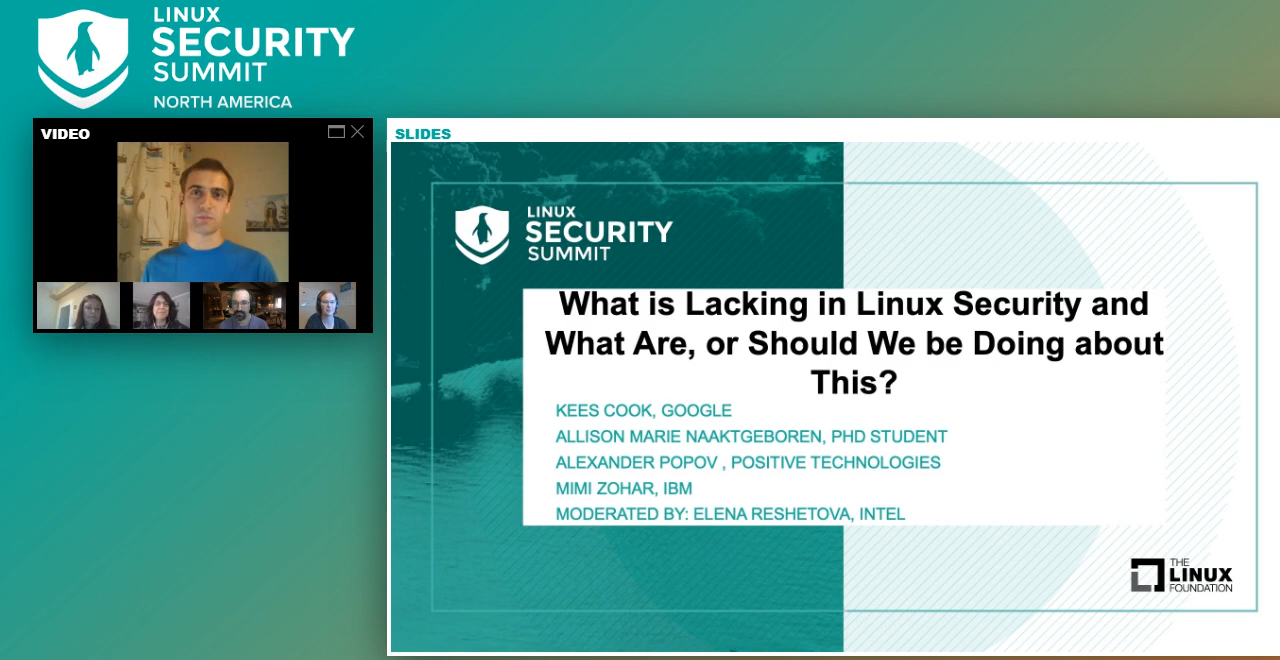 LINUX
SECURITY
SUMMIT
NORTH AMERICA
VIDEO
SLIDES
LINUX
SECURITY
SUMMIT
What is Lacking in Linux Security and
What Are, or Should We be Doing about
This?
KEES COOK, GOOGLE
ALLISON MARIE NAAKTGEBOREN, PHD STUDENT
ALEXANDER POPOV , POSITIVE TECHNOLOGIES
MIMI ZOHAR, IBM
MODERATED BY: ELENA RESHETOVA, INTEL
THE
LINUX
FOUNDATION